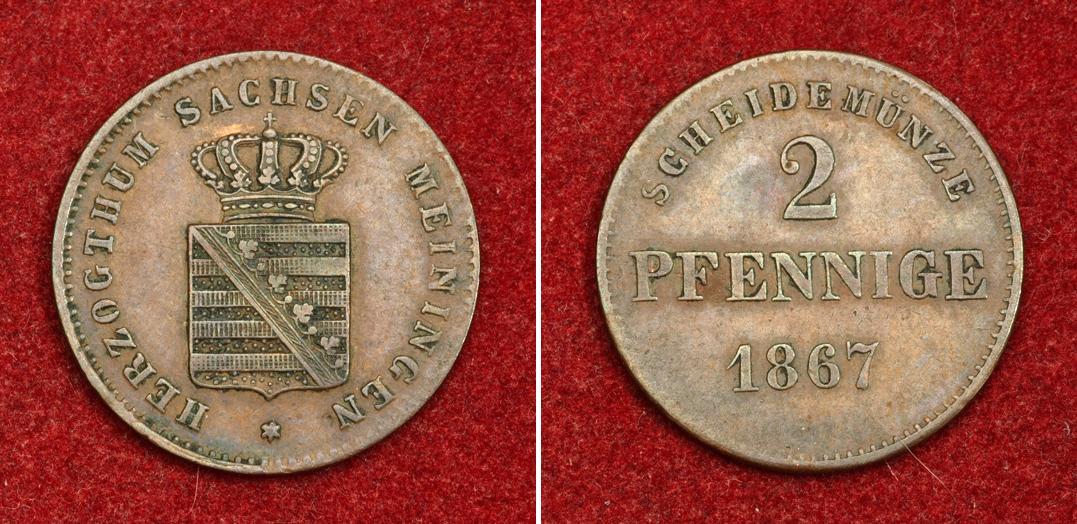 HERZOGTHUM SACHSEN MEININGEN
SCHEIDEMÜNZE
2
PFENNIGE
1867